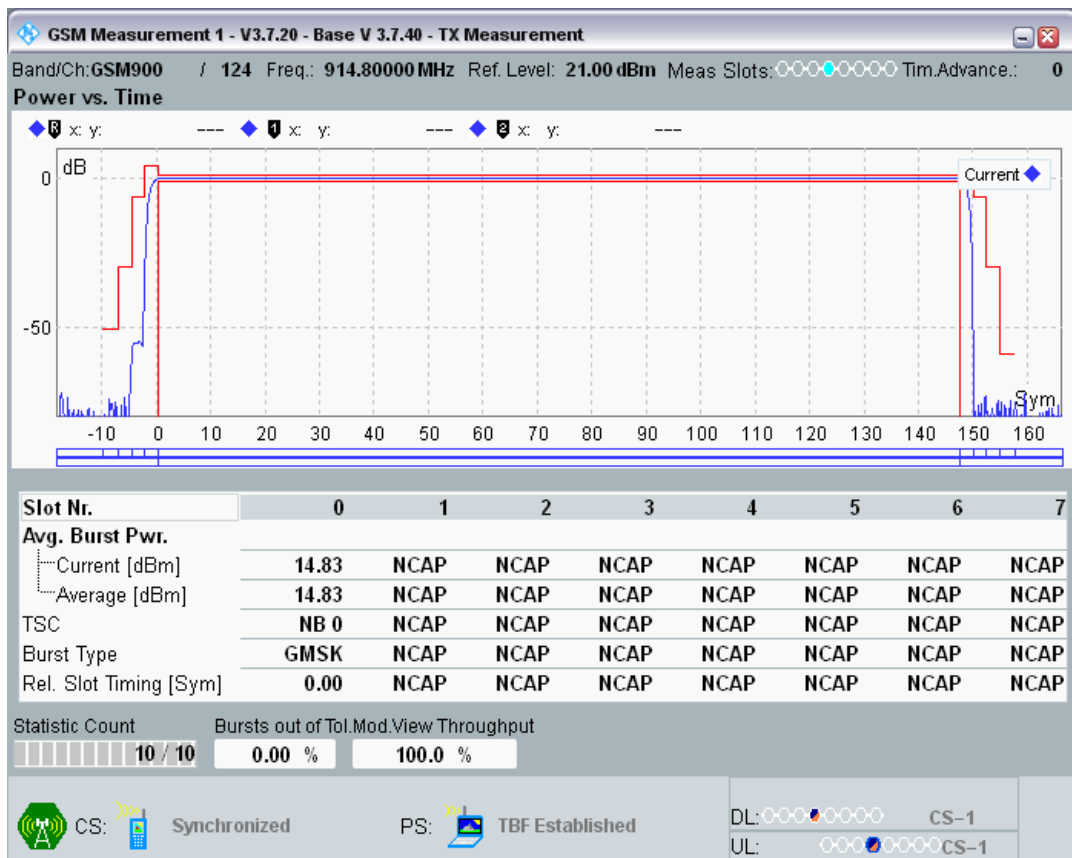 GSM Measurement 1 - V3.7.20 - Base V 3.7.40 - TX Measurement
Band/Ch:GSM900 / 124 Freq.: 914.80000 MHz Ref. Level: 21.00 dBm Meas Slots: Tim.Advance.: 0
Power vs. Time
R x: y: --- 1 x: y: --- 2 x: y: ---
dB
Current
0
-50
Sym
-10 0 10 20 30 40 50 60 70 80 90 100 110 120 130 140 150 160
Slot Nr. 0 1 2 3 4 5 6 7
Avg. Burst Pwr.
Current [dBm] 14.83 NCAP NCAP NCAP NCAP NCAP NCAP NCAP
Average [dBm] 14.83 NCAP NCAP NCAP NCAP NCAP NCAP NCAP
TSC NB 0 NCAP NCAP NCAP NCAP NCAP NCAP NCAP
Burst Type GMSK NCAP NCAP NCAP NCAP NCAP NCAP NCAP
Rel. Slot Timing [Sym] 0.00 NCAP NCAP NCAP NCAP NCAP NCAP NCAP
Statistic Count Bursts out of Tol.Mod.View Throughput
10 / 10 0.00 % 100.0 %
CS: Synchronized PS: TBF Established
DL: CS-1
UL: CS-1